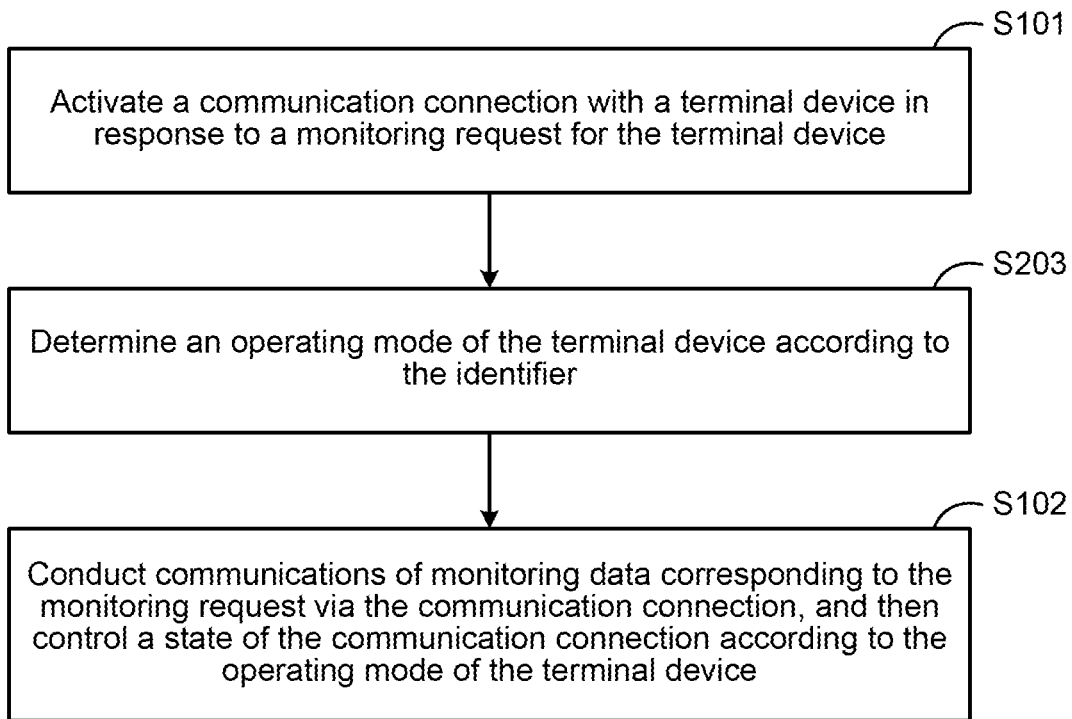 S101
Activate a communication connection with a terminal device in
response to a monitoring request for the terminal device
S203
Determine an operating mode of the terminal device according to
the identifier
S102
Conduct communications of monitoring data corresponding to the
monitoring request via the communication connection, and then
control a state of the communication connection according to the
operating mode of the terminal device